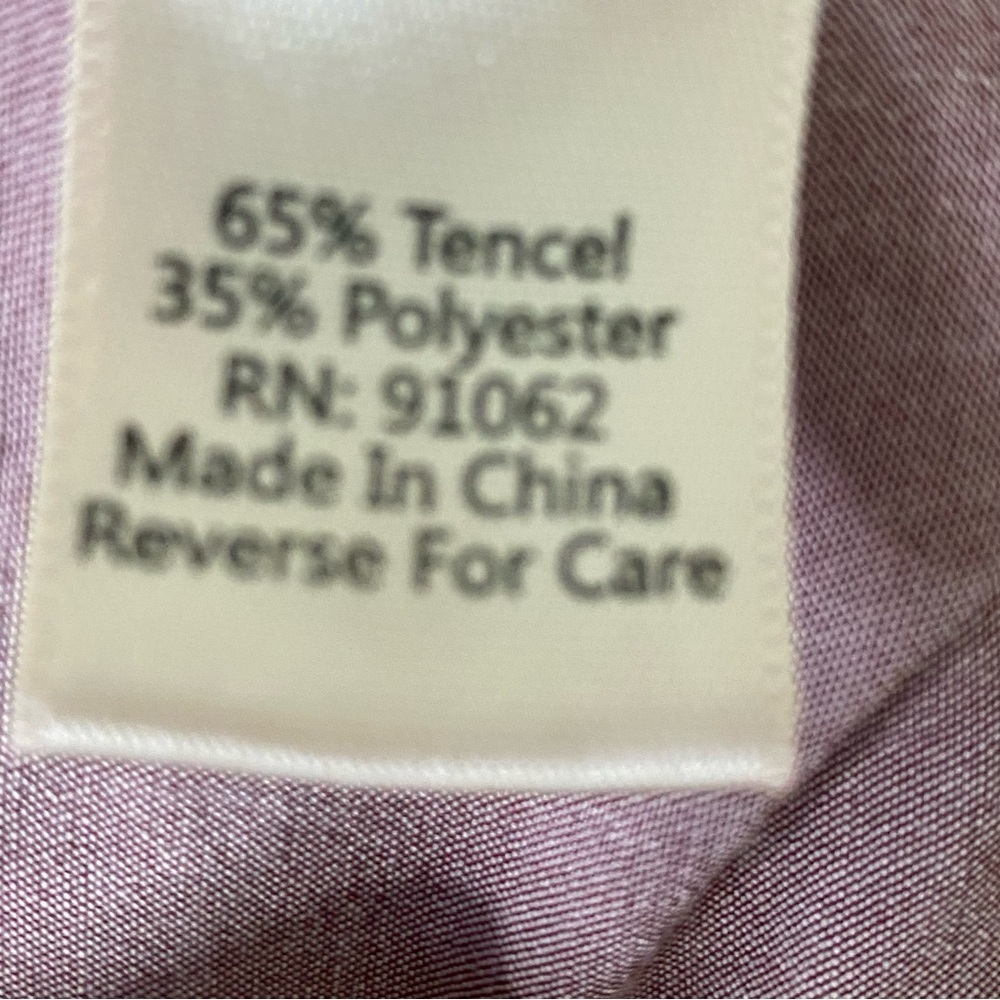 65% Tencel
35% Polyester
RN: 91062
Made In China
Reverse For Care